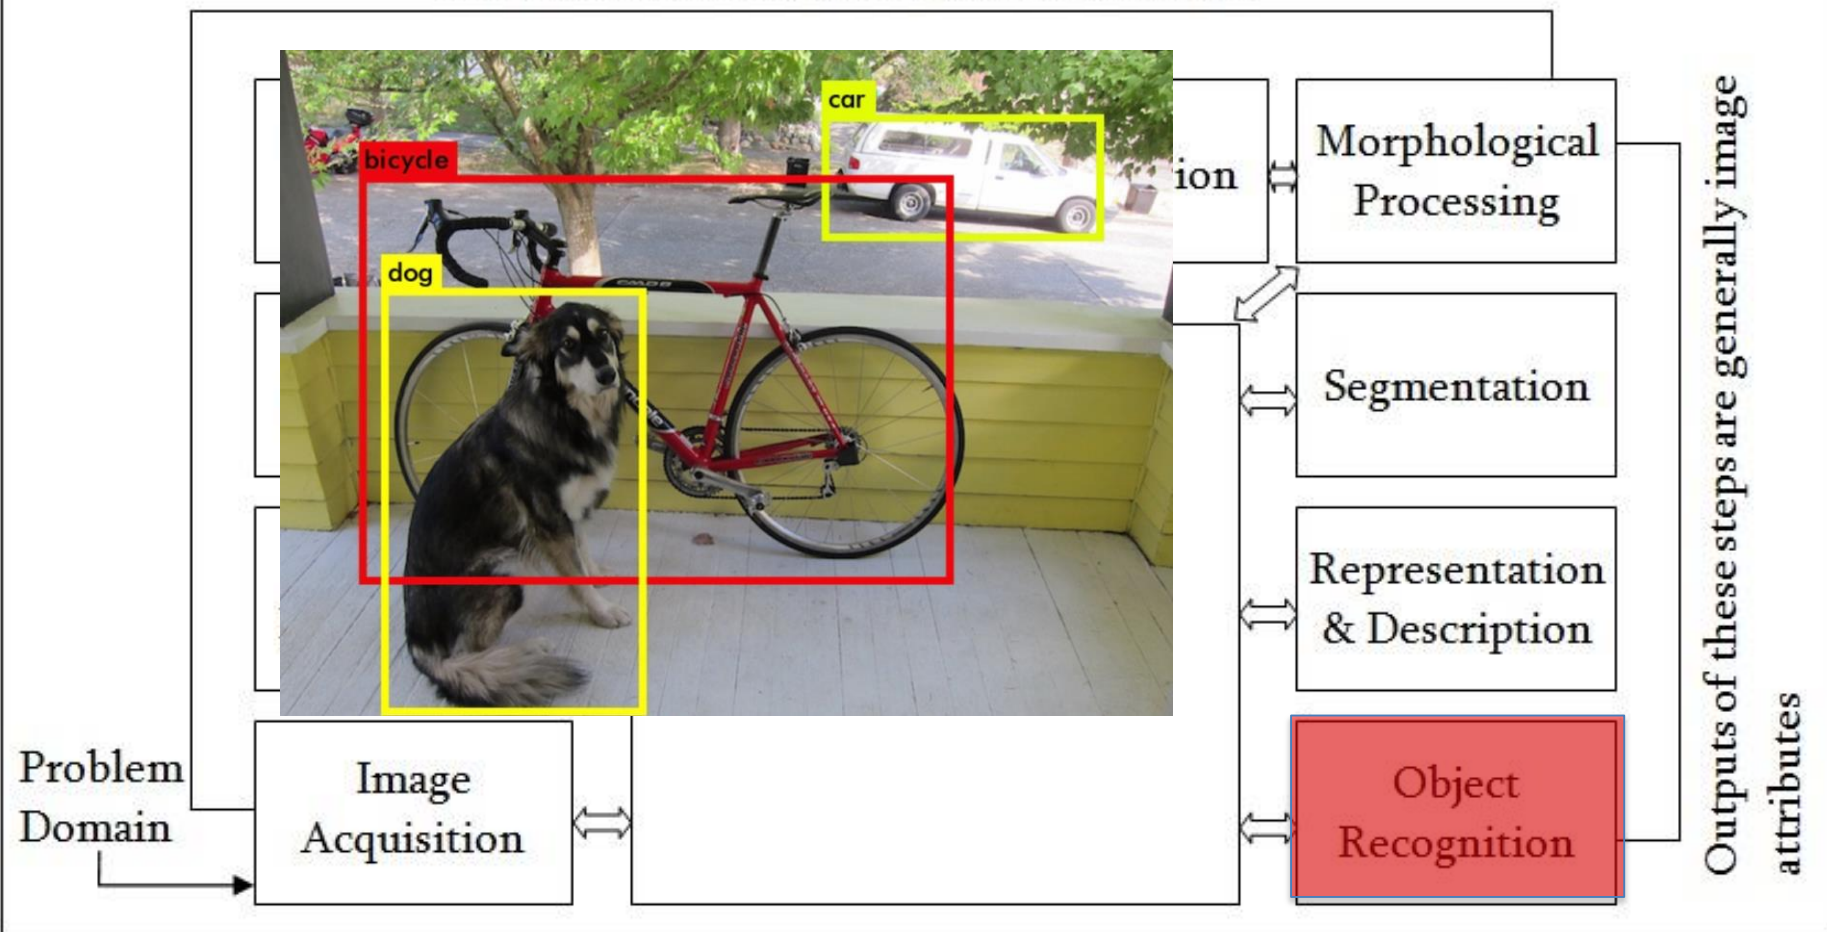 car
bicycle
dog
ion
Morphological
Processing
Segmentation
Representation
& Description
Object
Recognition
Problem
Domain
Image
Acquisition
Outputs of these steps are generally image
attributes